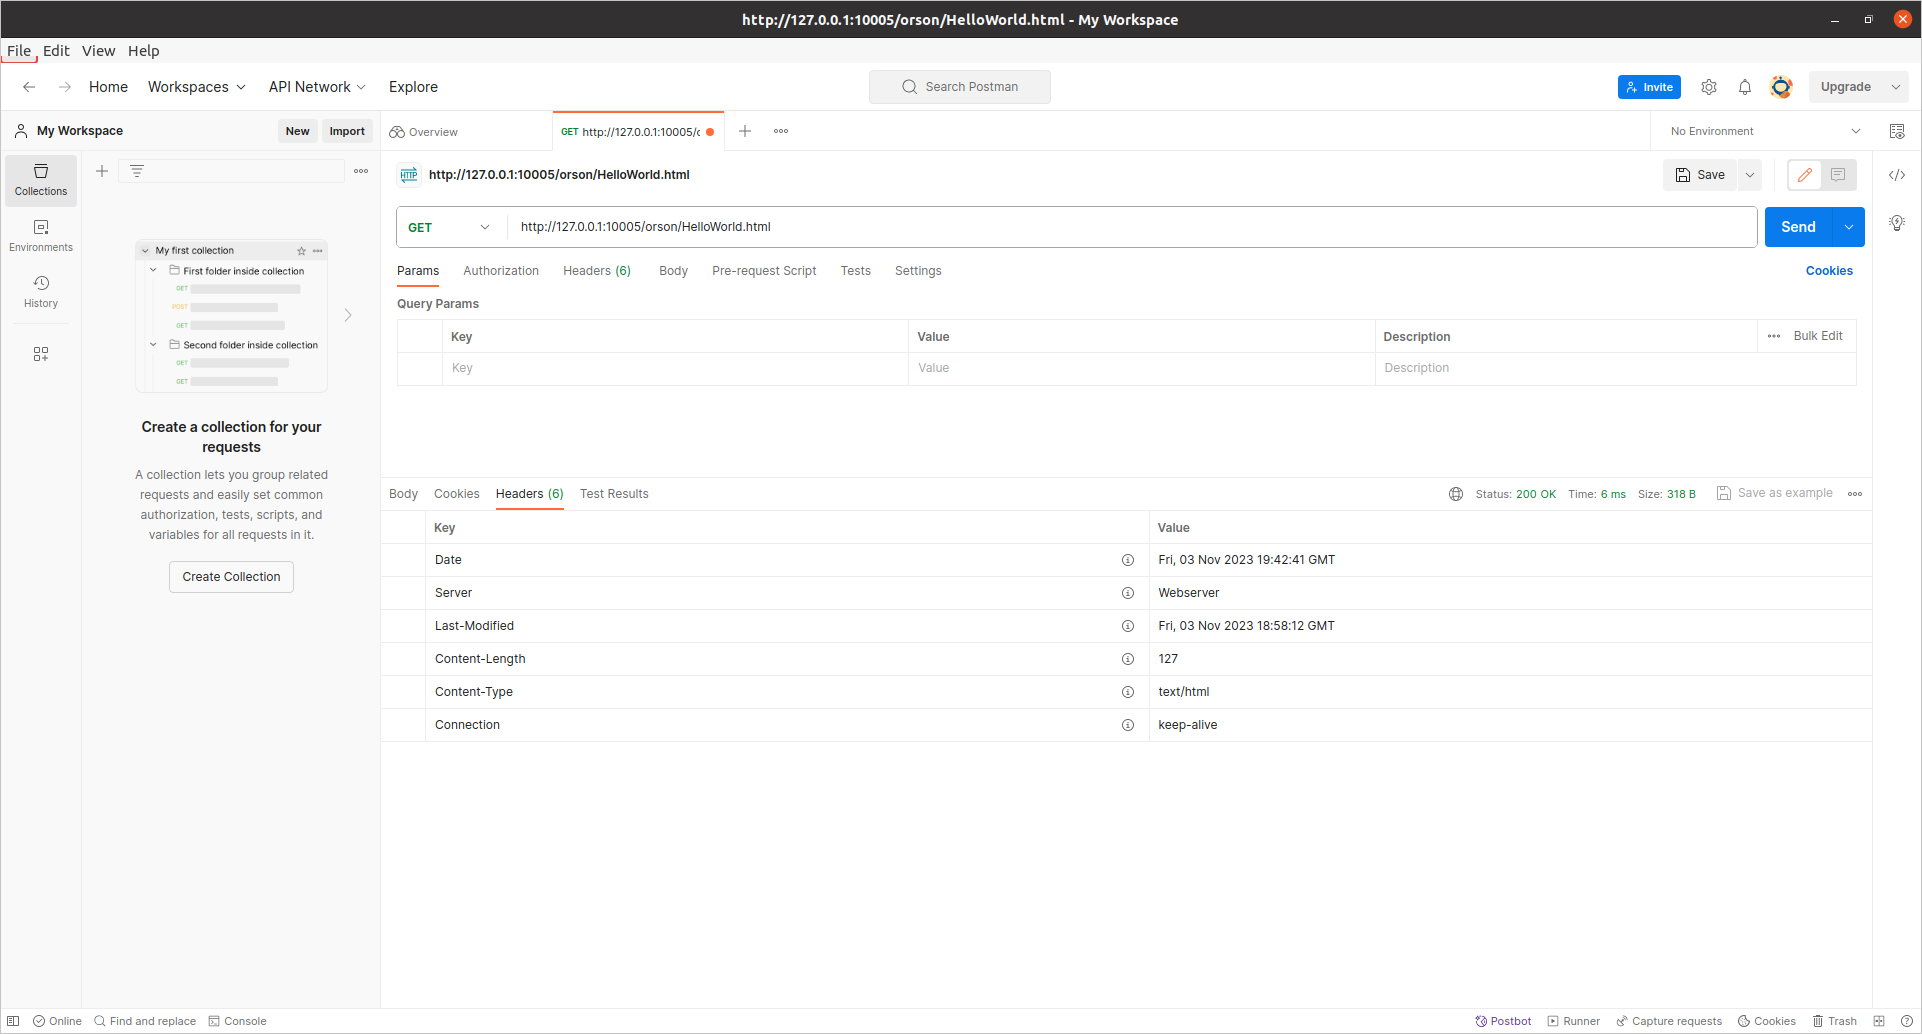 http://127.0.0.1:10005/orson/HelloWorld.html - My Workspace
File Edit View Help
Home Workspaces API Network Explore
Search Postman
Invite
Upgrade
My Workspace
New Import
Overview
GET http://127.0.0.1:10005/
No Environment
Collections
Environments
History
My first collection
First folder inside collection
GET
POST
GET
Second folder inside collection
GET
GET
Create a collection for your
requests
A collection lets you group related
requests and easily set common
authorization, tests, scripts, and
variables for all requests in it.
Create Collection
HTTP http://127.0.0.1:10005/orson/HelloWorld.html
Save
GET http://127.0.0.1:10005/orson/HelloWorld.html
Send
Params Authorization Headers (6) Body Pre-request Script Tests Settings
Cookies
Query Params
Key Value Description Bulk Edit
Key Value Description
Body Cookies Headers (6) Test Results
Status: 200 OK Time: 6 ms Size: 318 B Save as example
Key Value
Date Fri, 03 Nov 2023 19:42:41 GMT
Server Webserver
Last-Modified Fri, 03 Nov 2023 18:58:12 GMT
Content-Length 127
Content-Type text/html
Connection keep-alive
Online Find and replace Console
Postbot Runner Capture requests Cookies Trash